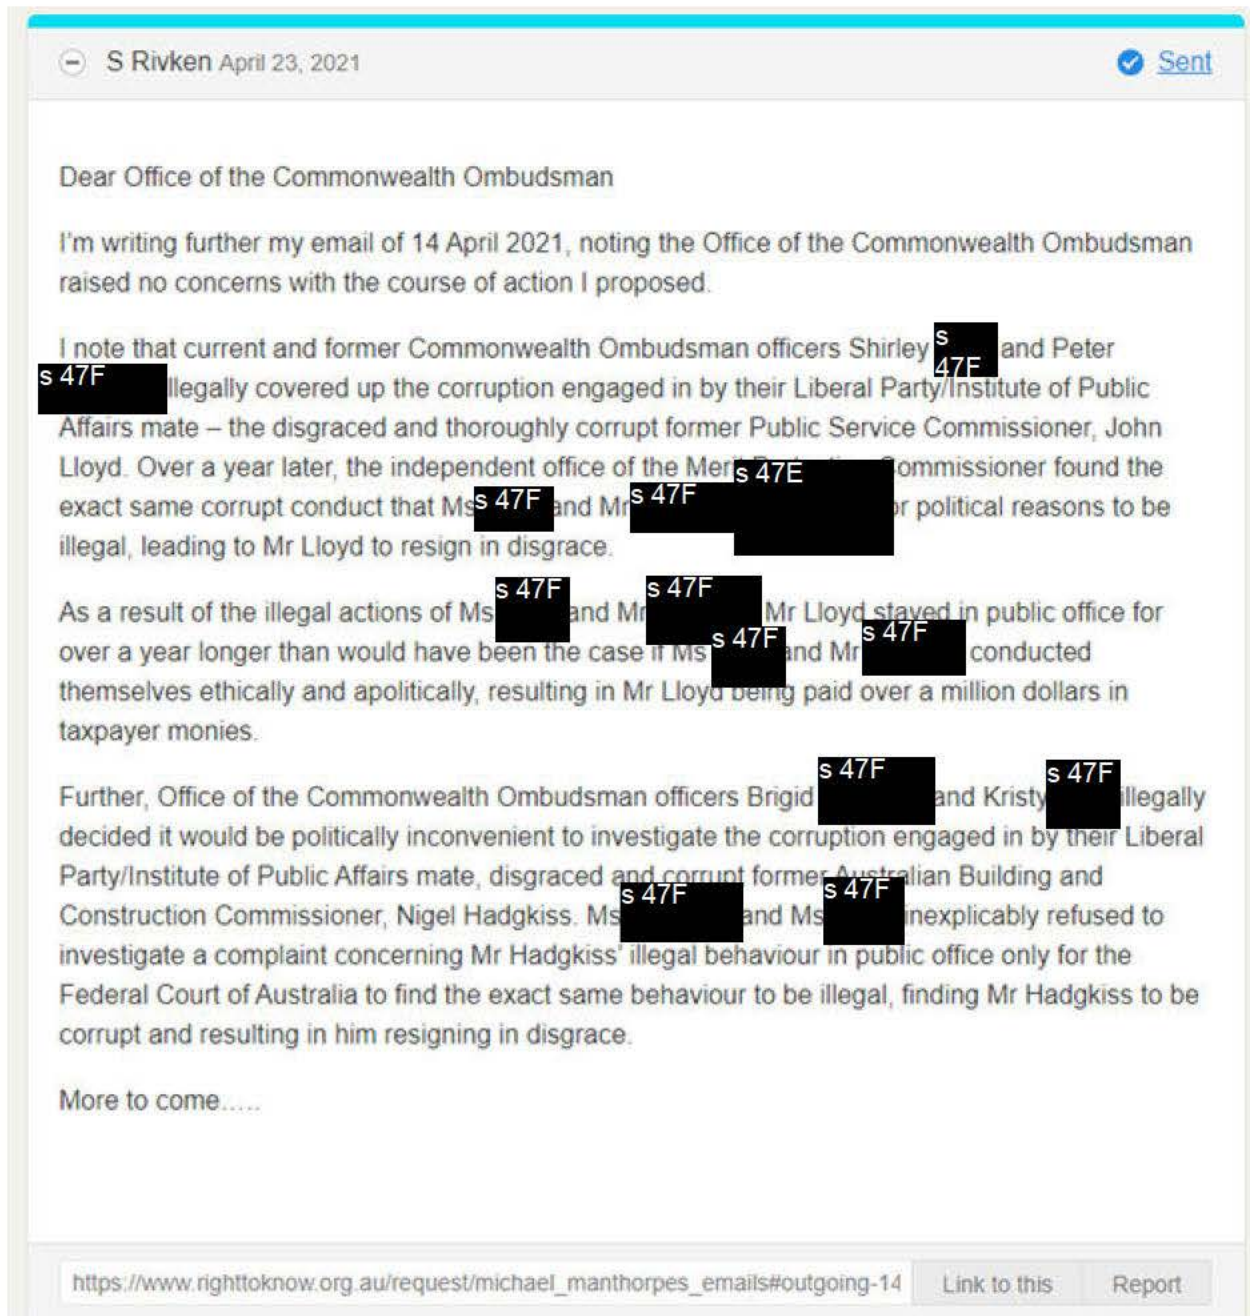 S Rivken April 23, 2021 Sent
Dear Office of the Commonwealth Ombudsman
I'm writing further my email of 14 April 2021, noting the Office of the Commonwealth Ombudsman
raised no concerns with the course of action I proposed.
I note that current and former Commonwealth Ombudsman officers Shirley s 47F and Peter
s 47F llegally covered up the corruption engaged in by their Liberal Party/Institute of Public
Affairs mate – the disgraced and thoroughly corrupt former Public Service Commissioner, John
Lloyd. Over a year later, the independent office of the Merit s 47E ommissioner found the
exact same corrupt conduct that Ms s 47F and Mr s 47F or political reasons to be
illegal, leading to Mr Lloyd to resign in disgrace.
As a result of the illegal actions of Ms s 47F and Mr s 47F Mr Lloyd stayed in public office for
over a year longer than would have been the case if Ms s 47F and Mr s 47F conducted
themselves ethically and apolitically, resulting in Mr Lloyd being paid over a million dollars in
taxpayer monies.
Further, Office of the Commonwealth Ombudsman officers Brigid s 47F and Kristy s 47F illegally
decided it would be politically inconvenient to investigate the corruption engaged in by their Liberal
Party/Institute of Public Affairs mate, disgraced and corrupt former Australian Building and
Construction Commissioner, Nigel Hadgkiss. Ms s 47F and Ms s 47F inexplicably refused to
investigate a complaint concerning Mr Hadgkiss' illegal behaviour in public office only for the
Federal Court of Australia to find the exact same behaviour to be illegal, finding Mr Hadgkiss to be
corrupt and resulting in him resigning in disgrace.
More to come.....
https://www.righttoknow.org.au/request/michael_manthorpes_emails#outgoing-14 Link to this Report